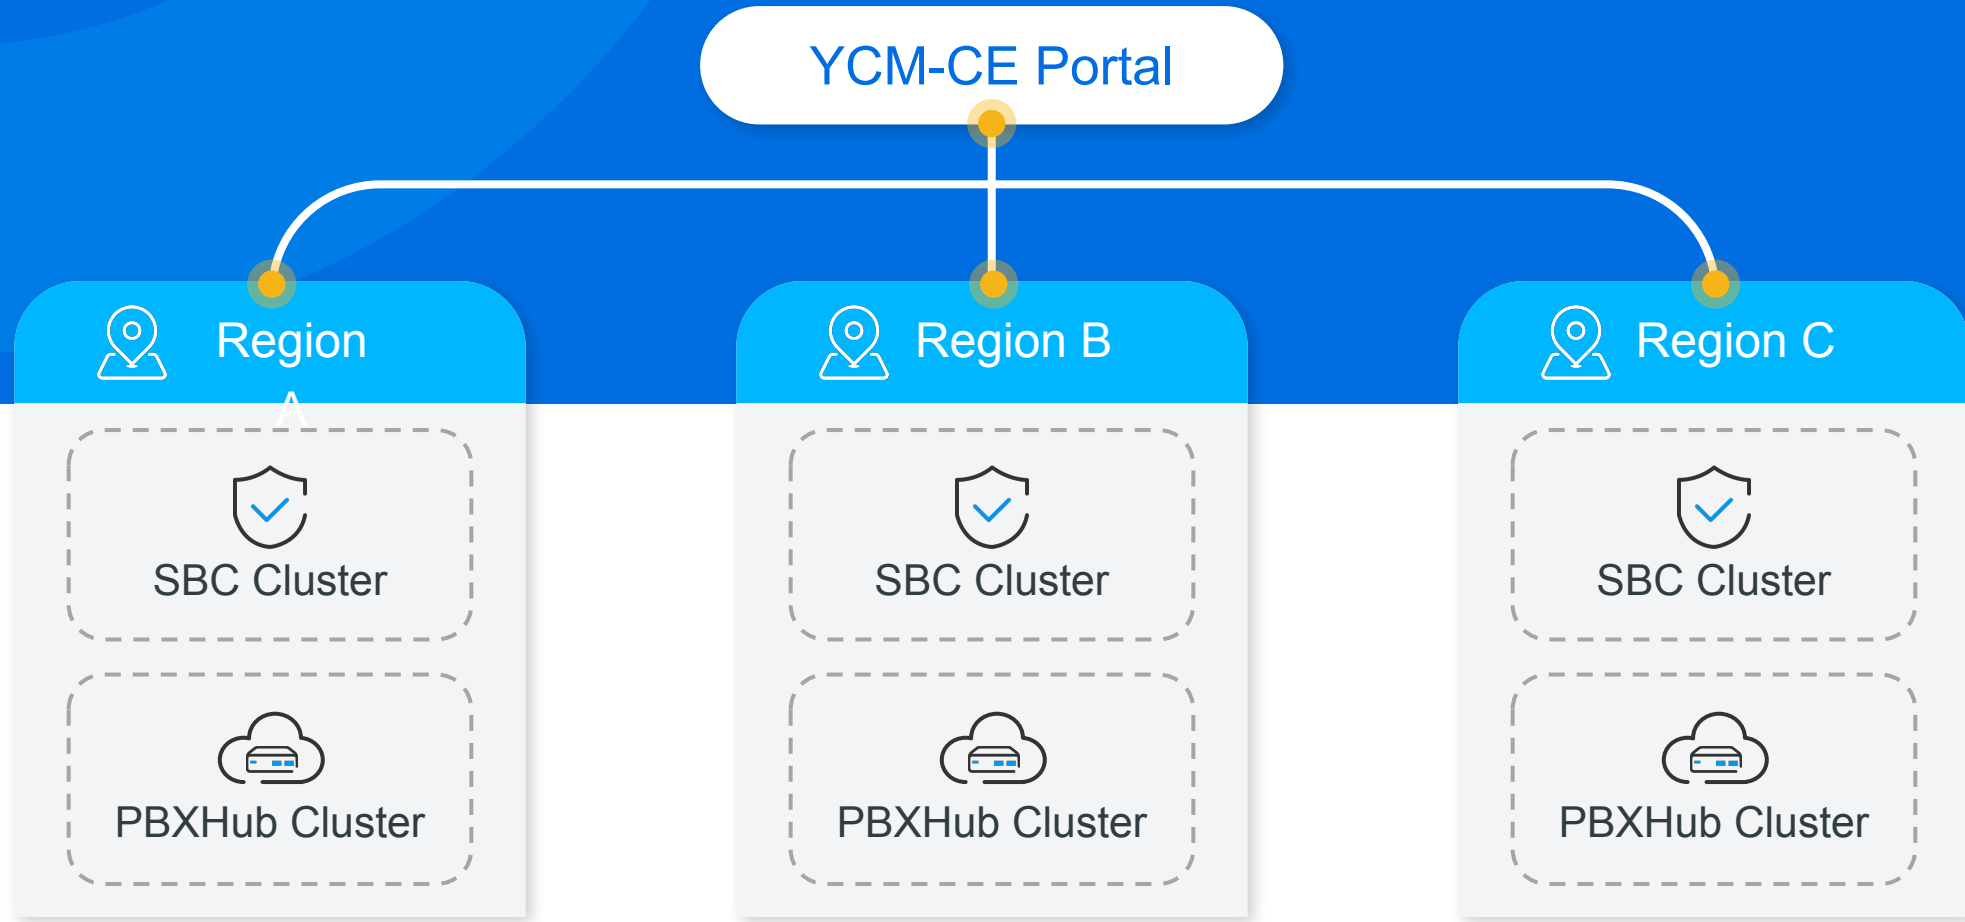 YCM-CE Portal
Region
A
SBC Cluster
PBXHub Cluster
Region B
SBC Cluster
PBXHub Cluster
Region C
SBC Cluster
PBXHub Cluster